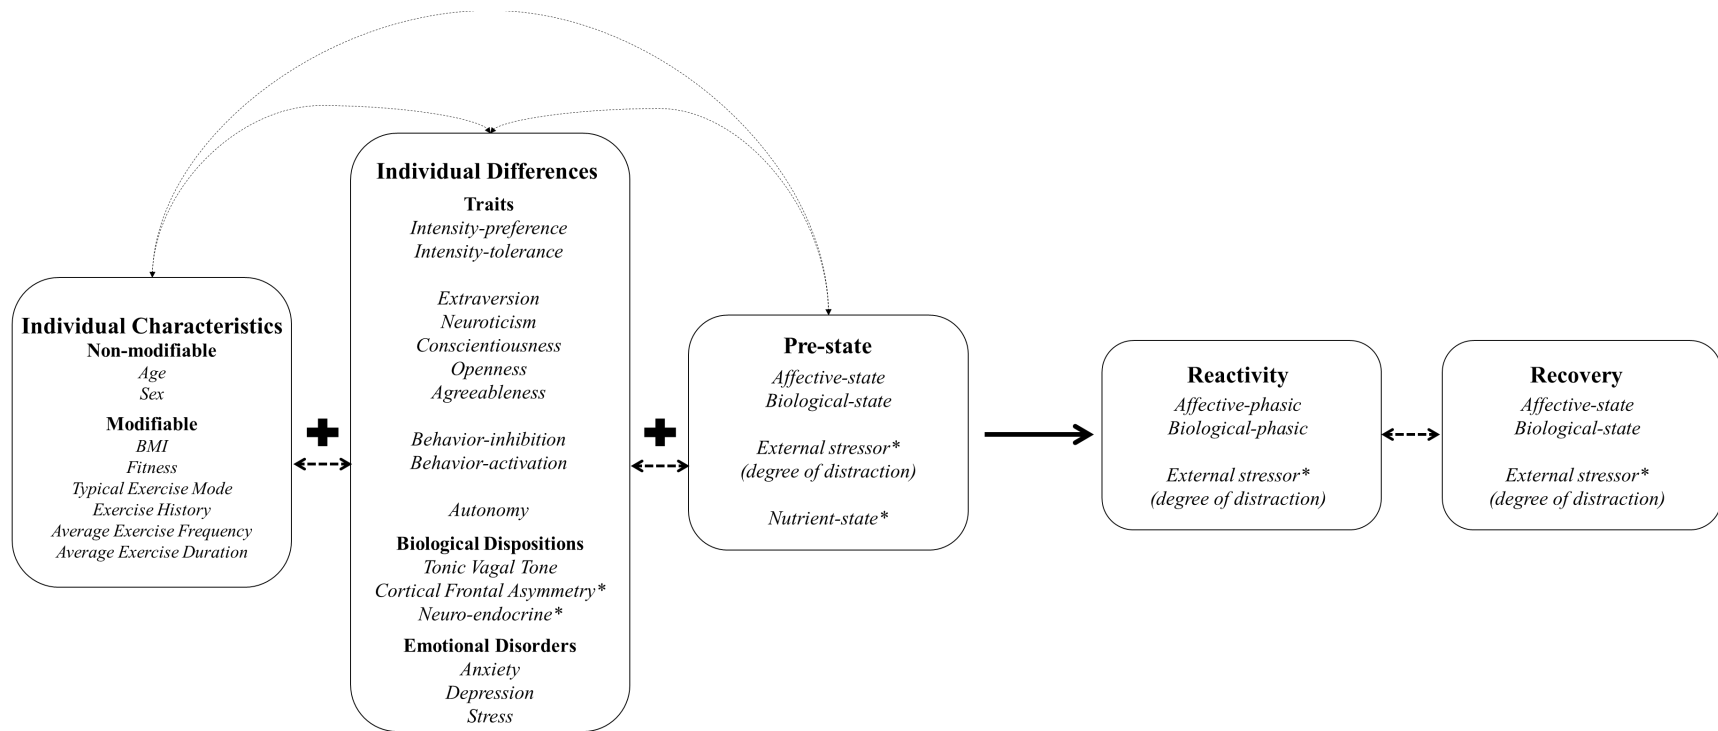 Individual Characteristics
Non-modifiable
Age
Sex
Modifiable
BMI
Fitness
Typical Exercise Mode
Exercise History
Average Exercise Frequency
Average Exercise Duration
Individual Differences
Traits
Intensity-preference
Intensity-tolerance
Extraversion
Neuroticism
Conscientiousness
Openness
Agreeableness
Behavior-inhibition
Behavior-activation
Autonomy
Biological Dispositions
Tonic Vagal Tone
Cortical Frontal Asymmetry*
Neuro-endocrine*
Emotional Disorders
Anxiety
Depression
Stress
Pre-state
Affective-state
Biological-state
External stressor*
(degree of distraction)
Nutrient-state*
Reactivity
Affective-phasic
Biological-phasic
External stressor*
(degree of distraction)
Recovery
Affective-state
Biological-state
External stressor*
(degree of distraction)